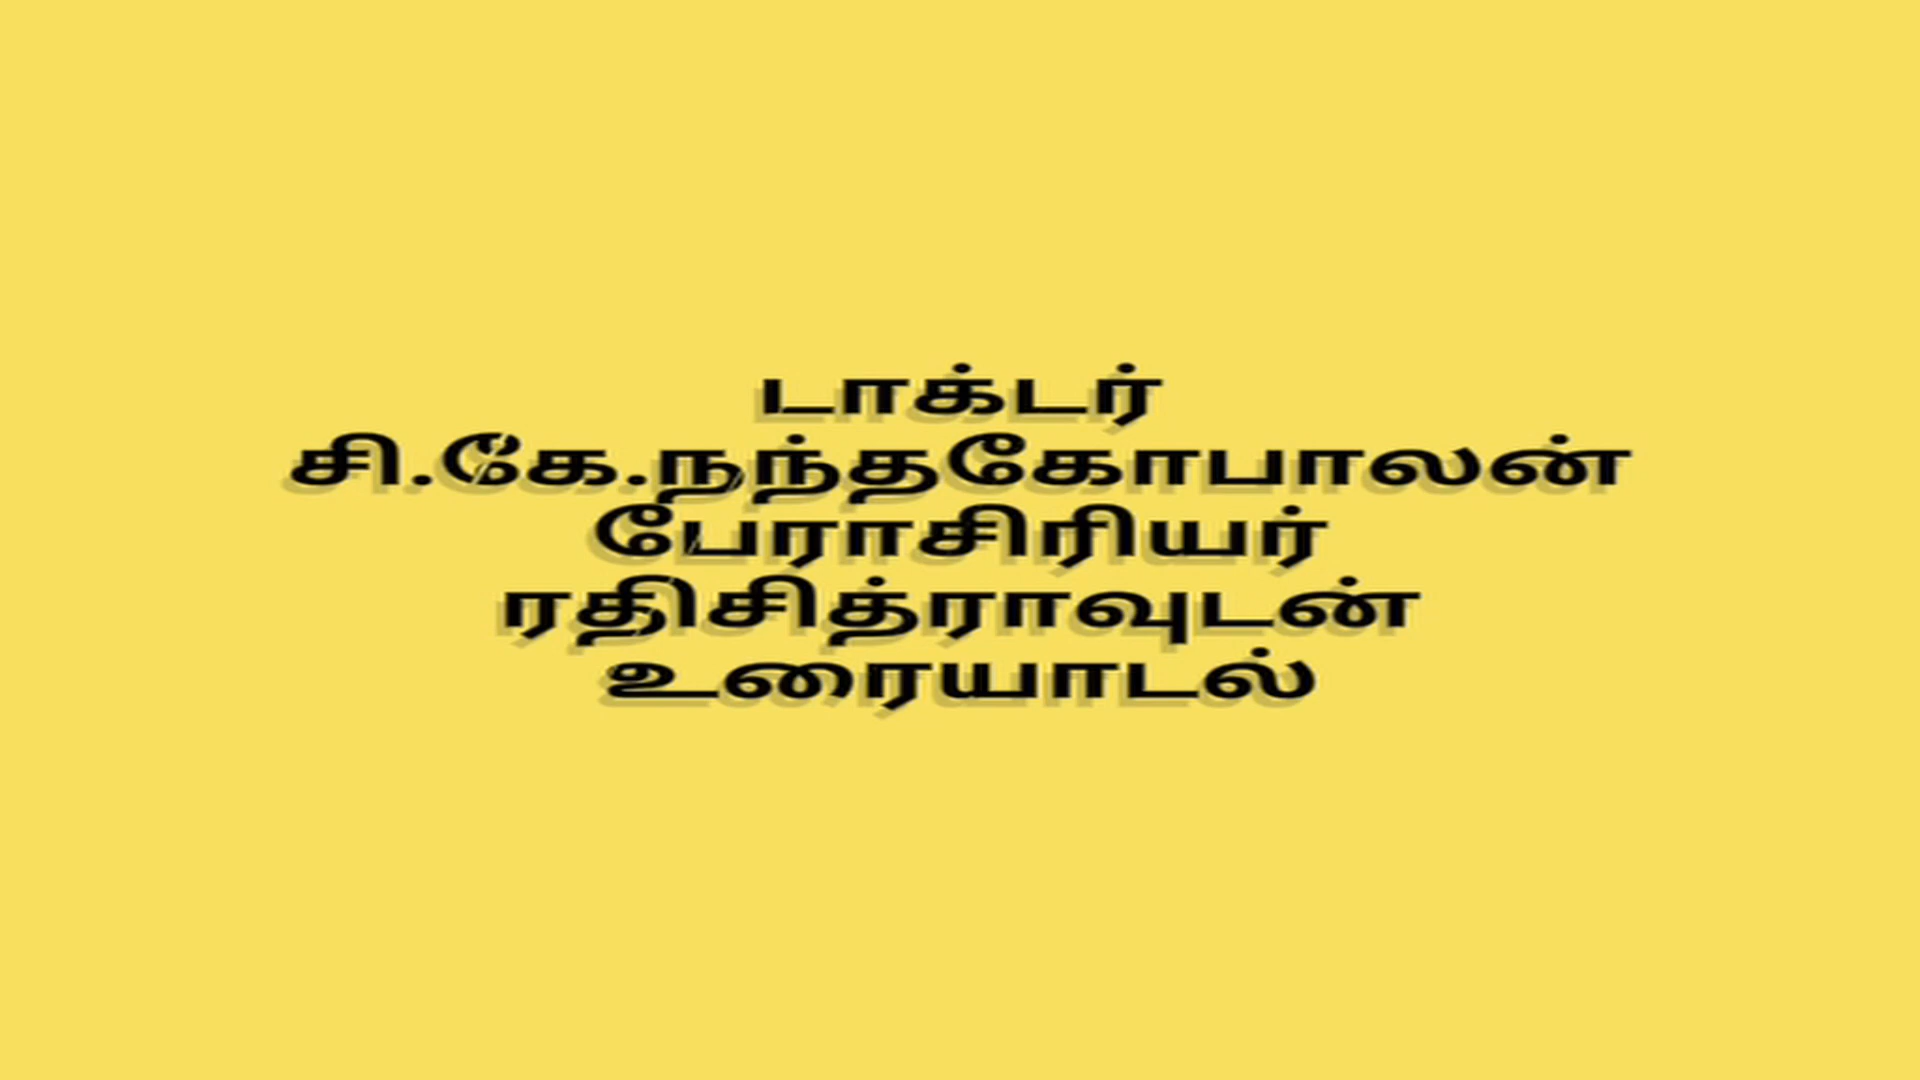 டாக்டர்
சி.கே.நந்தகோபாலன்
பேராசிரியர்
ரதிசித்ராவுடன்
உரையாடல்